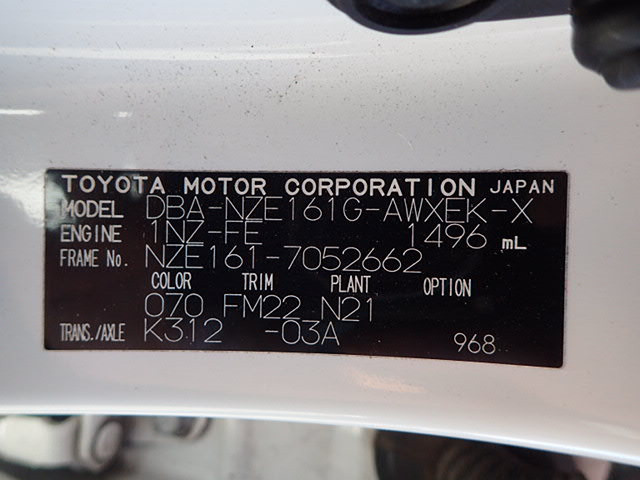 TOYOTA MOTOR CORPORATION JAPAN
MODEL DBA-NZE161G-AWXEK-X
ENGINE 1NZ-FE 1496 mL
FRAME No. NZE161-7052662
COLOR TRIM PLANT OPTION
070 FM22 N21
TRANS./AXLE K312 -03A 968